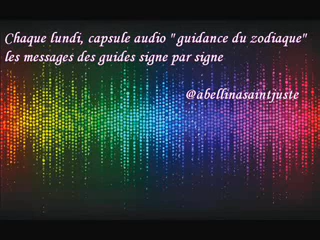 Chaque lundi, capsule audio " guidance du zodiaque"
les messages des guides signe par signe
@abellinasaintjuste